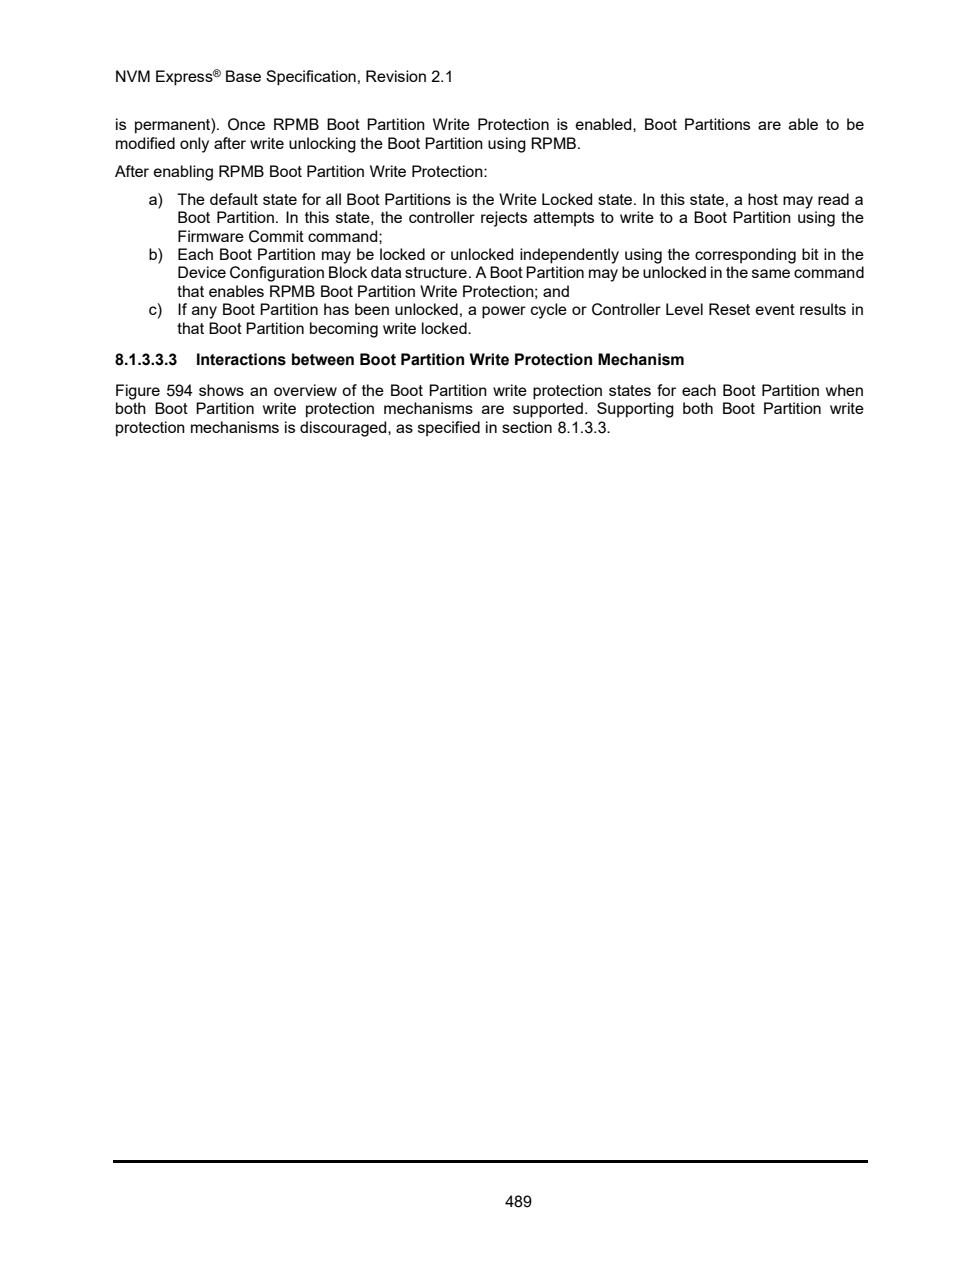 NVM Express® Base Specification, Revision 2.1
is permanent). Once RPMB Boot Partition Write Protection is enabled, Boot Partitions are able to be
modified only after write unlocking the Boot Partition using RPMB.
After enabling RPMB Boot Partition Write Protection:
a) The default state for all Boot Partitions is the Write Locked state. In this state, a host may read a
Boot Partition. In this state, the controller rejects attempts to write to a Boot Partition using the
Firmware Commit command;
b) Each Boot Partition may be locked or unlocked independently using the corresponding bit in the
Device Configuration Block data structure. A Boot Partition may be unlocked in the same command
that enables RPMB Boot Partition Write Protection; and
c) If any Boot Partition has been unlocked, a power cycle or Controller Level Reset event results in
that Boot Partition becoming write locked.
8.1.3.3.3 Interactions between Boot Partition Write Protection Mechanism
Figure 594 shows an overview of the Boot Partition write protection states for each Boot Partition when
both Boot Partition write protection mechanisms are supported. Supporting both Boot Partition write
protection mechanisms is discouraged, as specified in section 8.1.3.3.
489